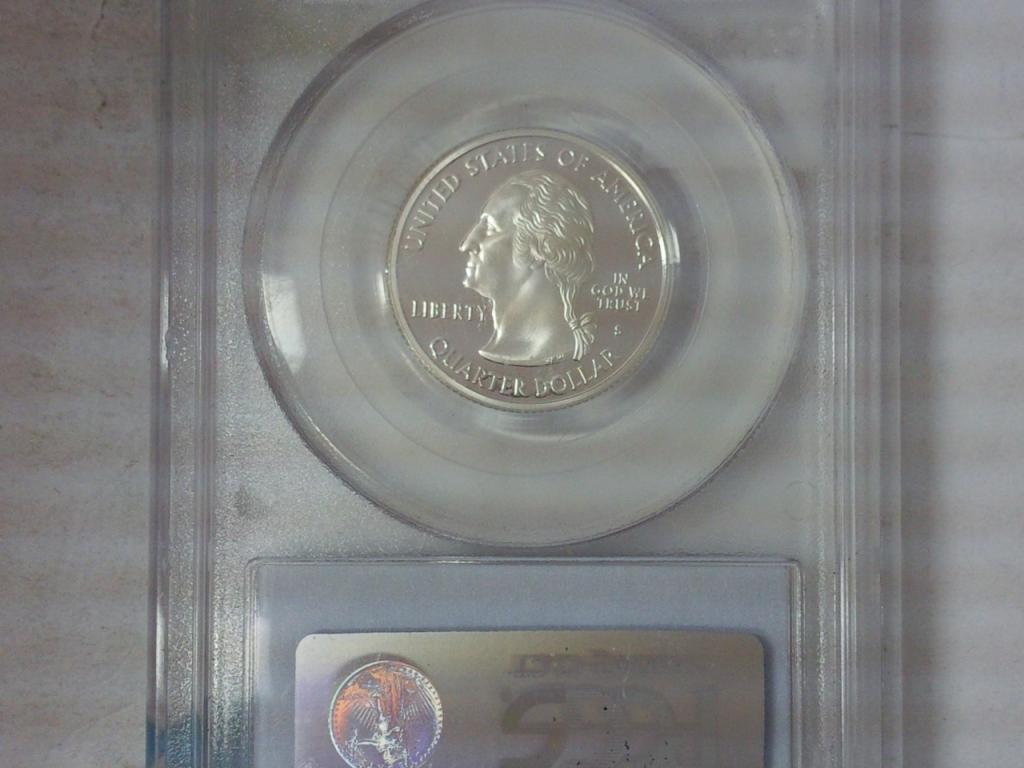 UNITED STATES OF AMERICA
LIBERTY
IN
GOD WE
TRUST
S
QUARTER DOLLAR